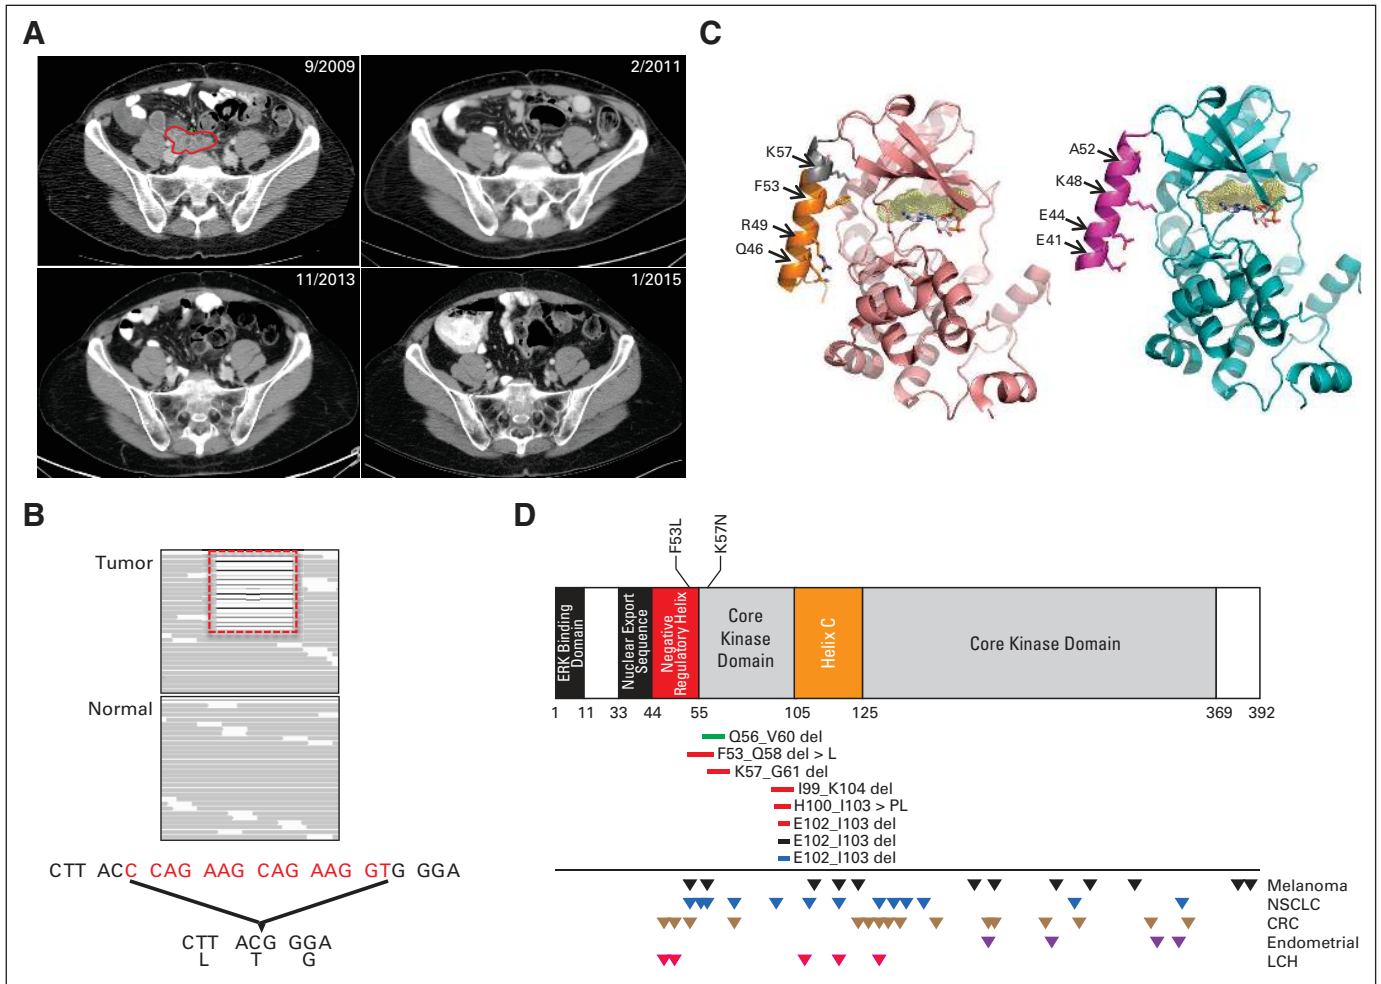 A
9/2009
2/2011
11/2013
1/2015
C
K57
F53
R49
Q46
A52
K48
E44
E41
B
Tumor
Normal
CTT ACC CAG AAG CAG AAG GTG GGA
CTT ACG GGA
L T G
D
F53L
K57N
ERK Binding
Domain
Nuclear Export
Sequence
Negative
Regulatory Helix
Core
Kinase
Domain
Helix C
Core Kinase Domain
1 11 33 44 55 105 125 369 392
Q56_V60 del
F53_Q58 del > L
K57_G61 del
I99_K104 del
H100_I103 > PL
E102_I103 del
E102_I103 del
E102_I103 del
Melanoma
NSCLC
CRC
Endometrial
LCH